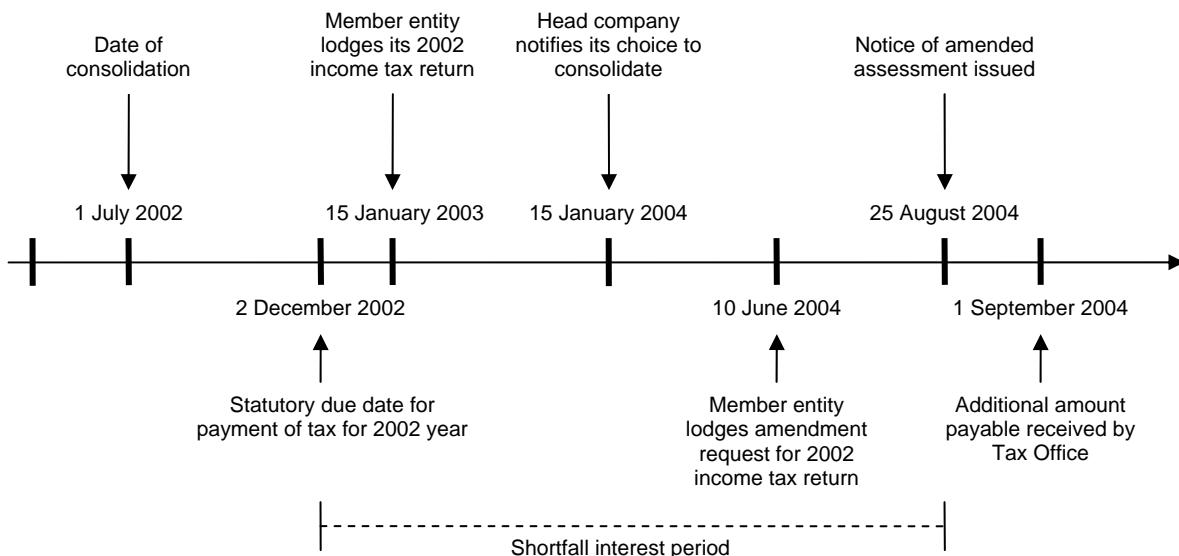 Date of
consolidation
Member entity
lodges its 2002
income tax return
Head company
notifies its choice to
consolidate
Notice of amended
assessment issued
1 July 2002
15 January 2003
15 January 2004
25 August 2004
2 December 2002
10 June 2004
1 September 2004
Statutory due date for
payment of tax for 2002 year
Member entity
lodges amendment
request for 2002
income tax return
Additional amount
payable received by
Tax Office
Shortfall interest period